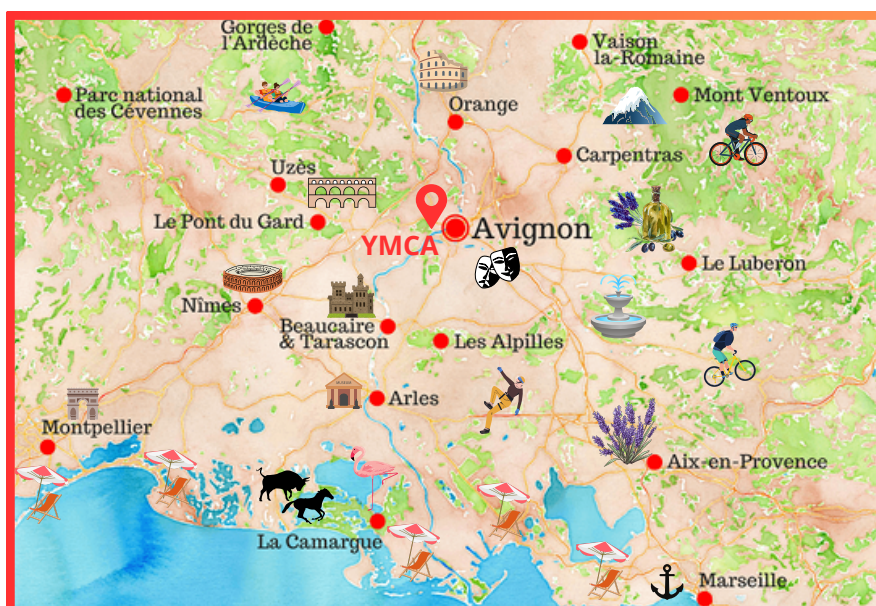 Gorges de
l'Ardèche
Vaison
la-Romaine
Parc national
des Cévennes
Mont Ventoux
Orange
Carpentras
Uzès
Le Pont du Gard
Avignon
YMCA
Le Luberon
Nîmes
Beaucaire
& Tarascon
Les Alpilles
Arles
Montpellier
Aix-en-Provence
La Camargue
Marseille